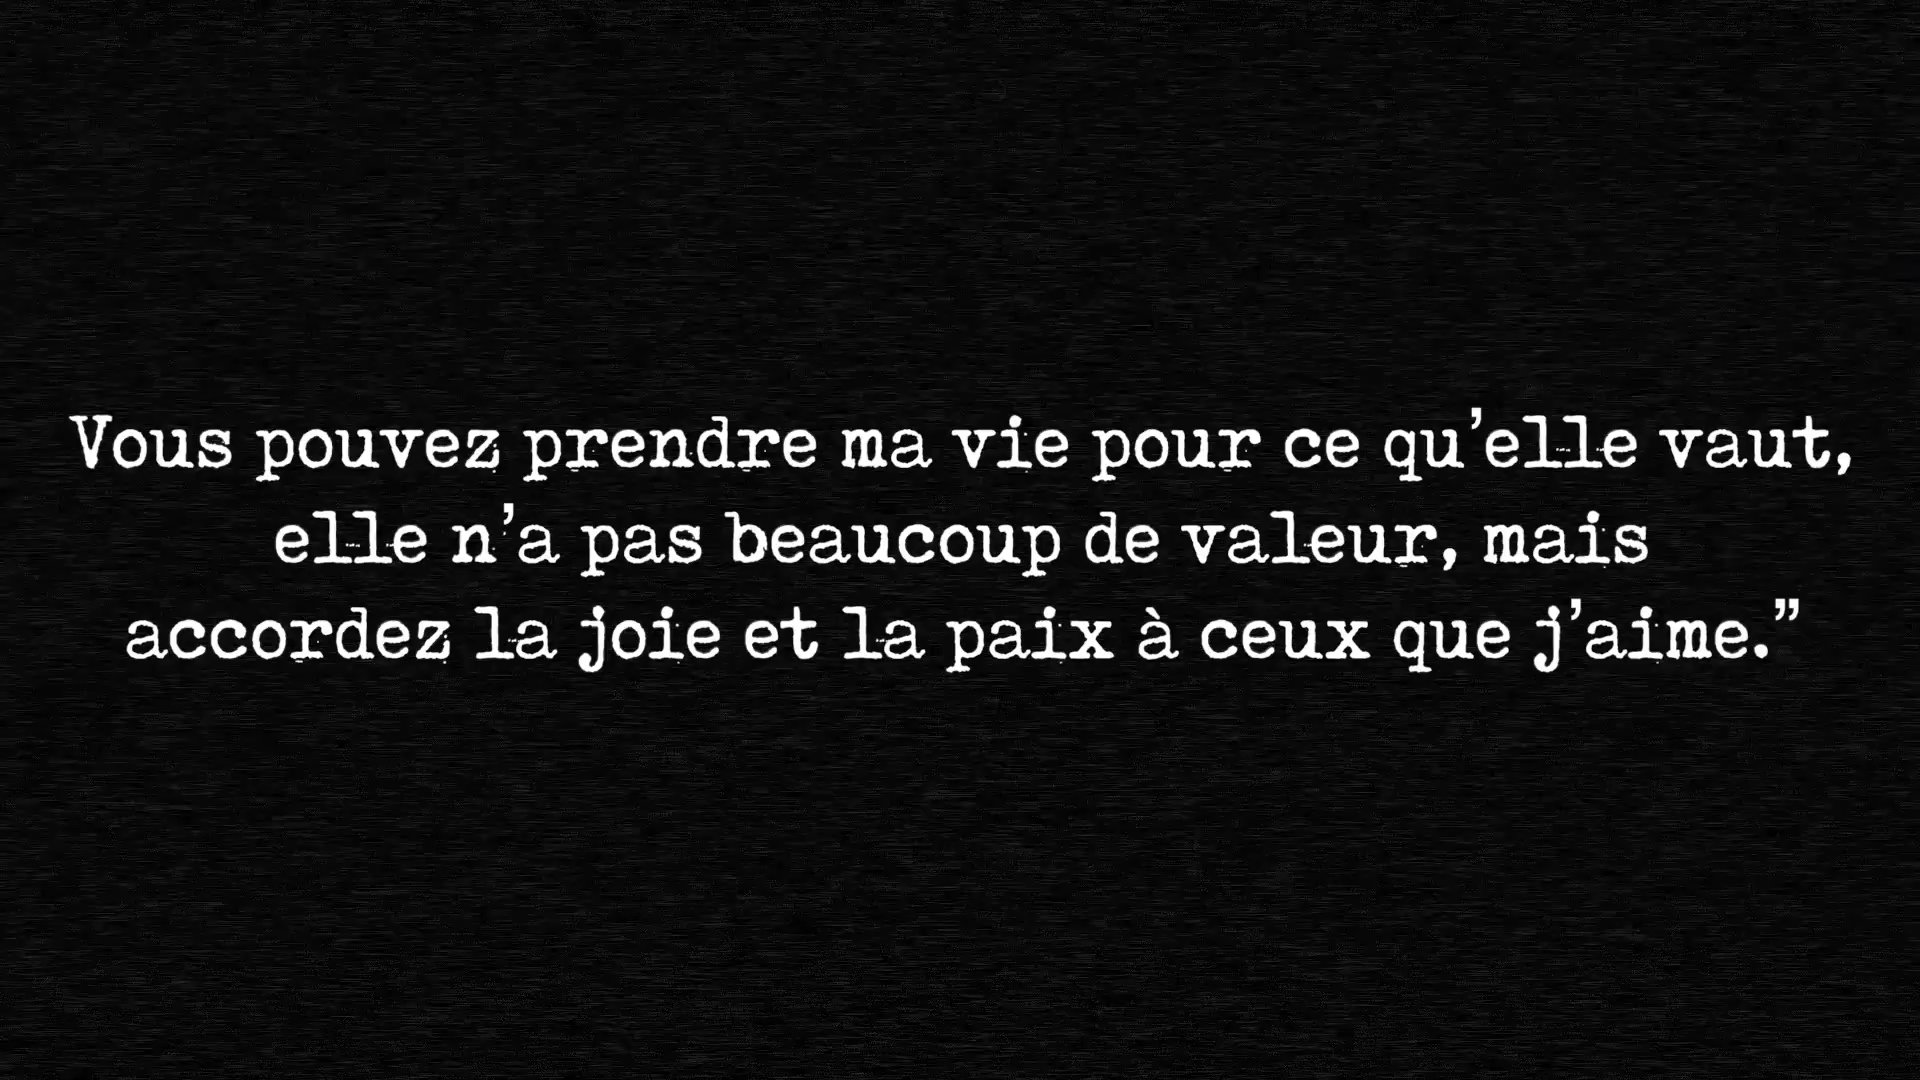 Vous pouvez prendre ma vie pour ce qu’elle vaut,
elle n’a pas beaucoup de valeur, mais
accordez la joie et la paix à ceux que j’aime.”